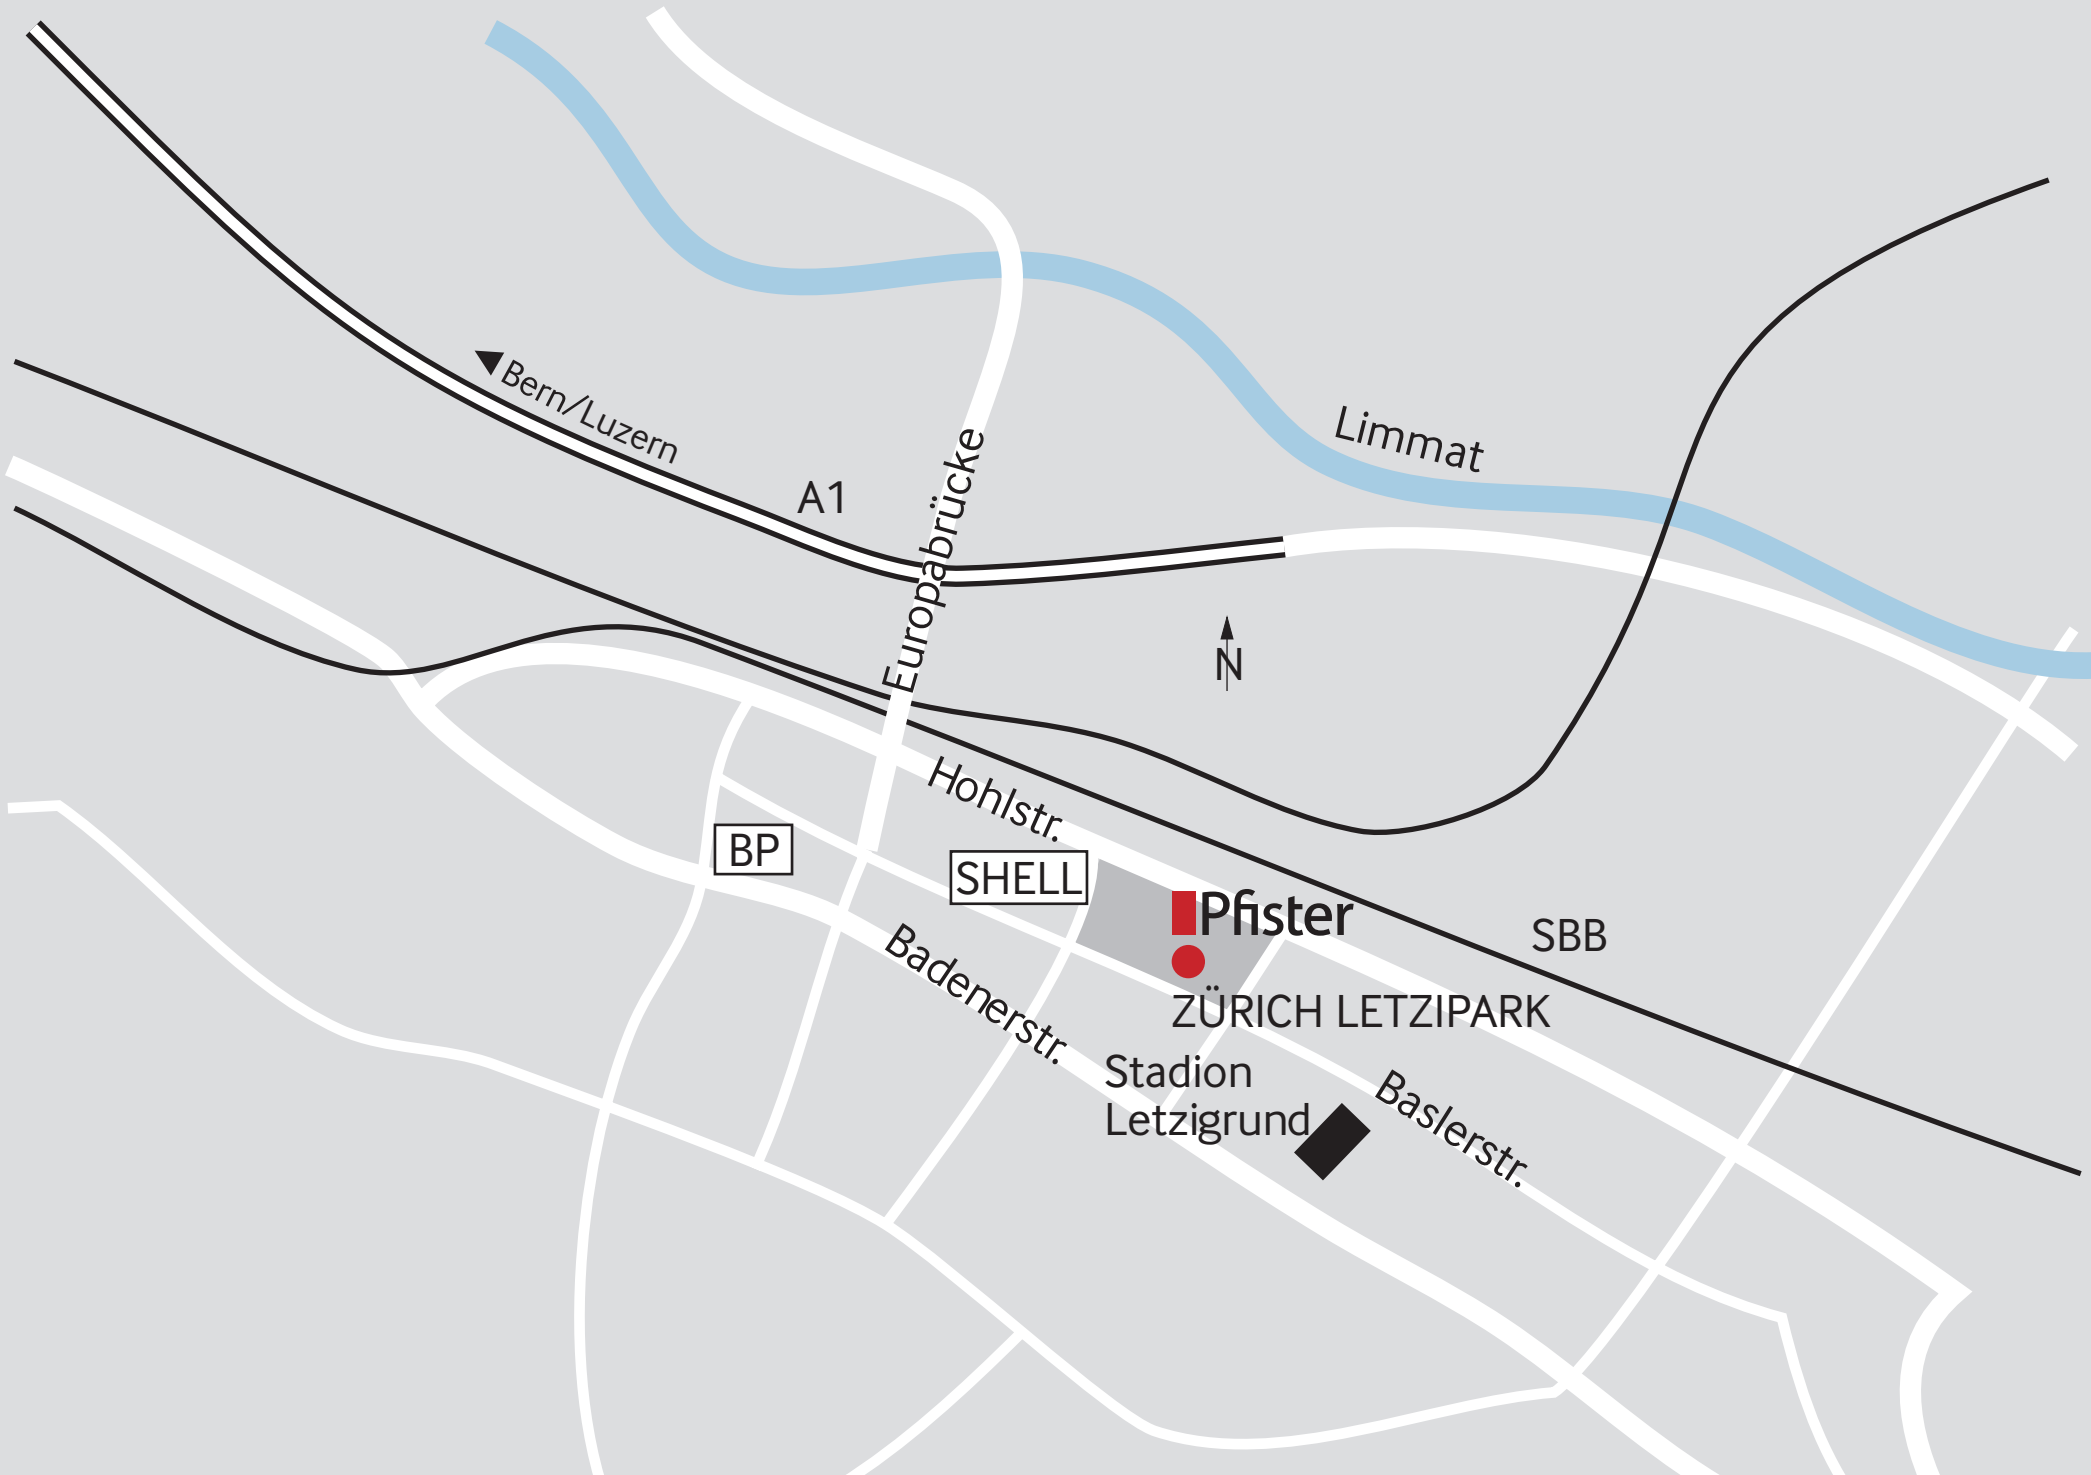 Bern/Luzern
A1
Europabrücke
Limmat
N
Hohlstr.
BP
SHELL
Pfister
SBB
Badenerstr.
ZÜRICH LETZIPARK
Stadion
Letzigrund
Baslerstr.